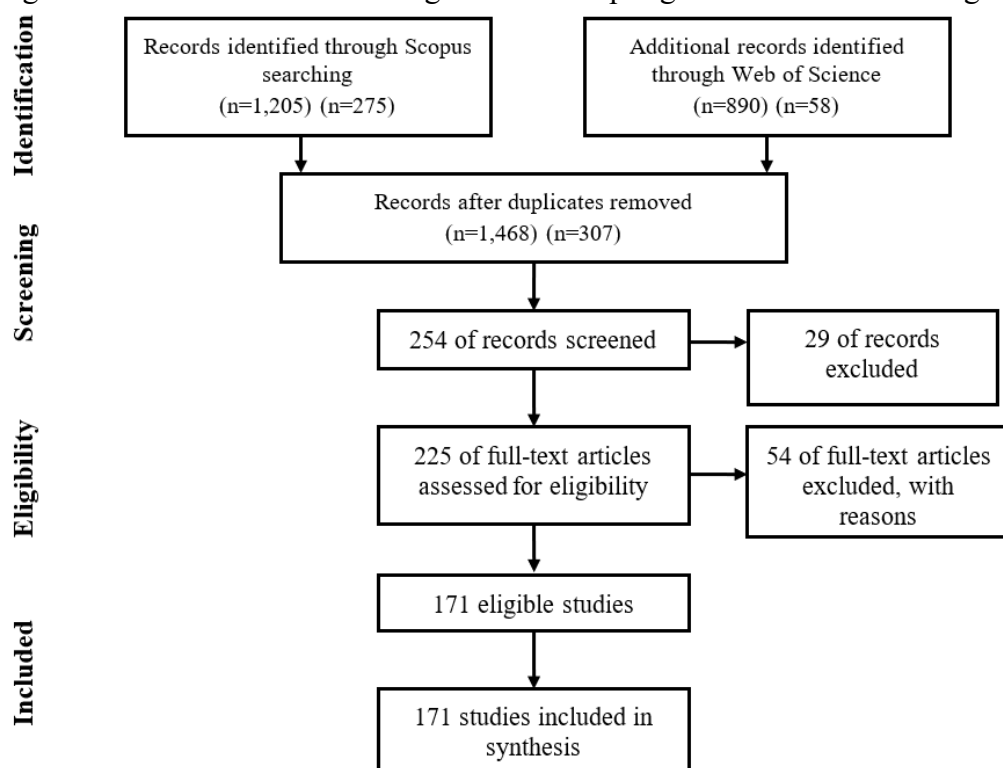 Identification
Records identified through Scopus
searching
(n=1,205) (n=275)
Additional records identified
through Web of Science
(n=890) (n=58)
Screening
Records after duplicates removed
(n=1,468) (n=307)
254 of records screened
29 of records
excluded
Eligibility
225 of full-text articles
assessed for eligibility
54 of full-text articles
excluded, with
reasons
Included
171 eligible studies
171 studies included in
synthesis